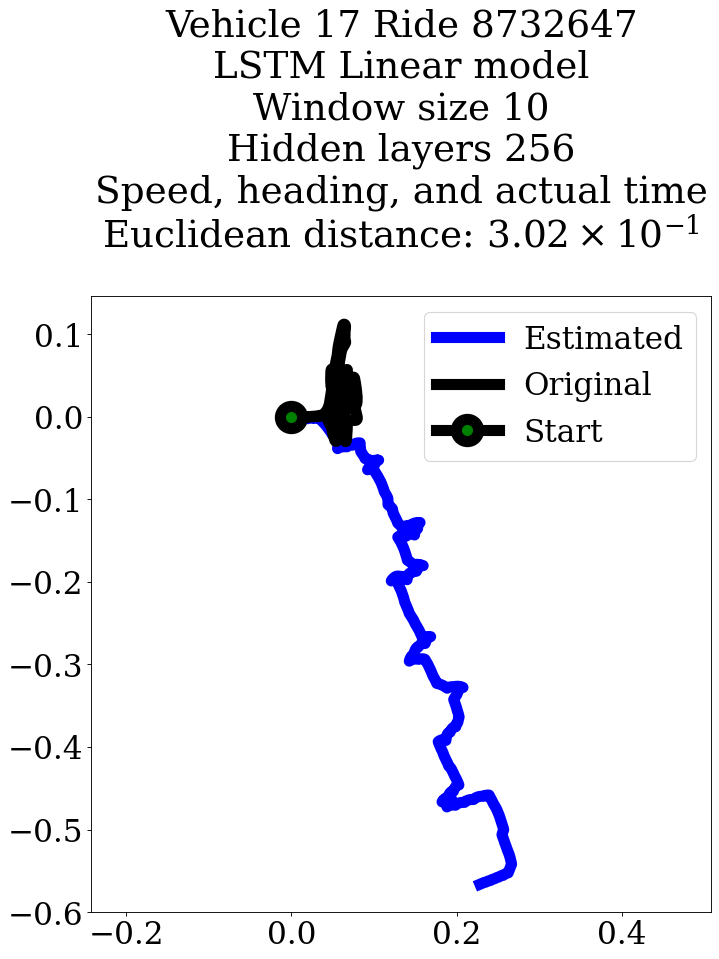 Vehicle 17 Ride 8732647
LSTM Linear model
Window size 10
Hidden layers 256
Speed, heading, and actual time
Euclidean distance: 3.02 × 10⁻¹
Estimated
Original
Start
0.1
0.0
−0.1
−0.2
−0.3
−0.4
−0.5
−0.6
−0.2 0.0 0.2 0.4